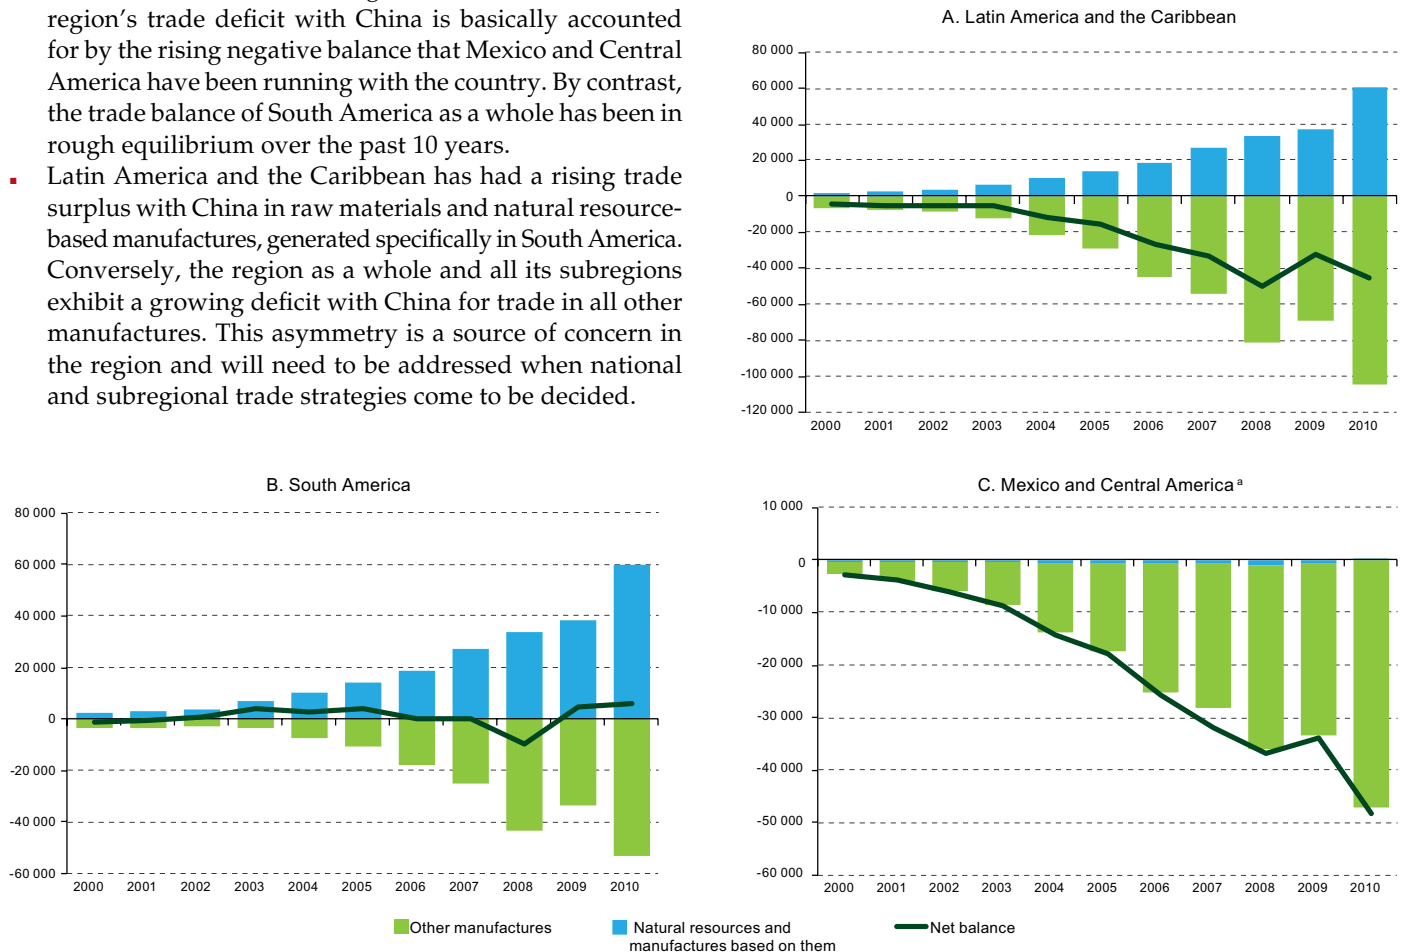 region's trade deficit with China is basically accounted
for by the rising negative balance that Mexico and Central
America have been running with the country. By contrast,
the trade balance of South America as a whole has been in
rough equilibrium over the past 10 years.
▪ Latin America and the Caribbean has had a rising trade
surplus with China in raw materials and natural resource-
based manufactures, generated specifically in South America.
Conversely, the region as a whole and all its subregions
exhibit a growing deficit with China for trade in all other
manufactures. This asymmetry is a source of concern in
the region and will need to be addressed when national
and subregional trade strategies come to be decided.
A. Latin America and the Caribbean
80 000
60 000
40 000
20 000
0
-20 000
-40 000
-60 000
-80 000
-100 000
-120 000
2000 2001 2002 2003 2004 2005 2006 2007 2008 2009 2010
B. South America
80 000
60 000
40 000
20 000
0
-20 000
-40 000
-60 000
2000 2001 2002 2003 2004 2005 2006 2007 2008 2009 2010
C. Mexico and Central America a
10 000
0
-10 000
-20 000
-30 000
-40 000
-50 000
-60 000
2000 2001 2002 2003 2004 2005 2006 2007 2008 2009 2010
Other manufactures
Natural resources and
manufactures based on them
Net balance